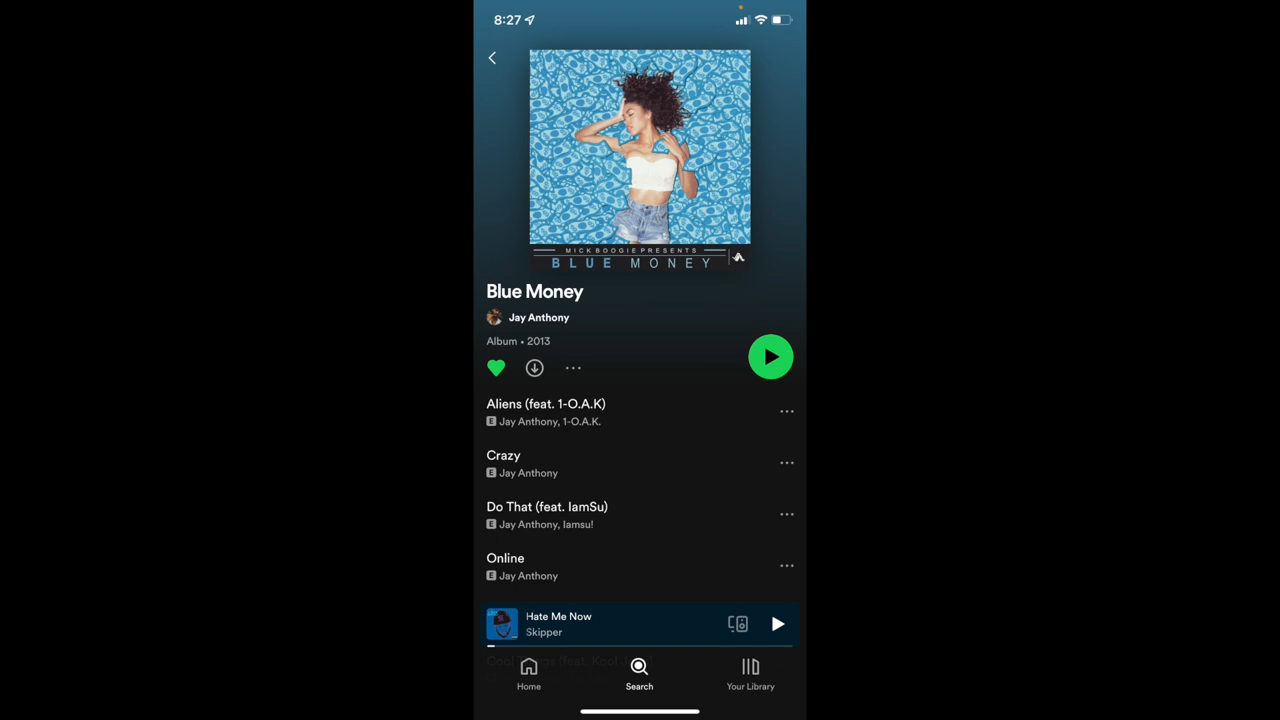 8:27
MICK BOOGIE PRESENTS
BLUE MONEY
Blue Money
Jay Anthony
Album • 2013
Aliens (feat. 1-O.A.K)
E Jay Anthony, 1-O.A.K.
Crazy
E Jay Anthony
Do That (feat. IamSu)
E Jay Anthony, Iamsu!
Online
E Jay Anthony
Hate Me Now
Skipper
Home
Search
Your Library